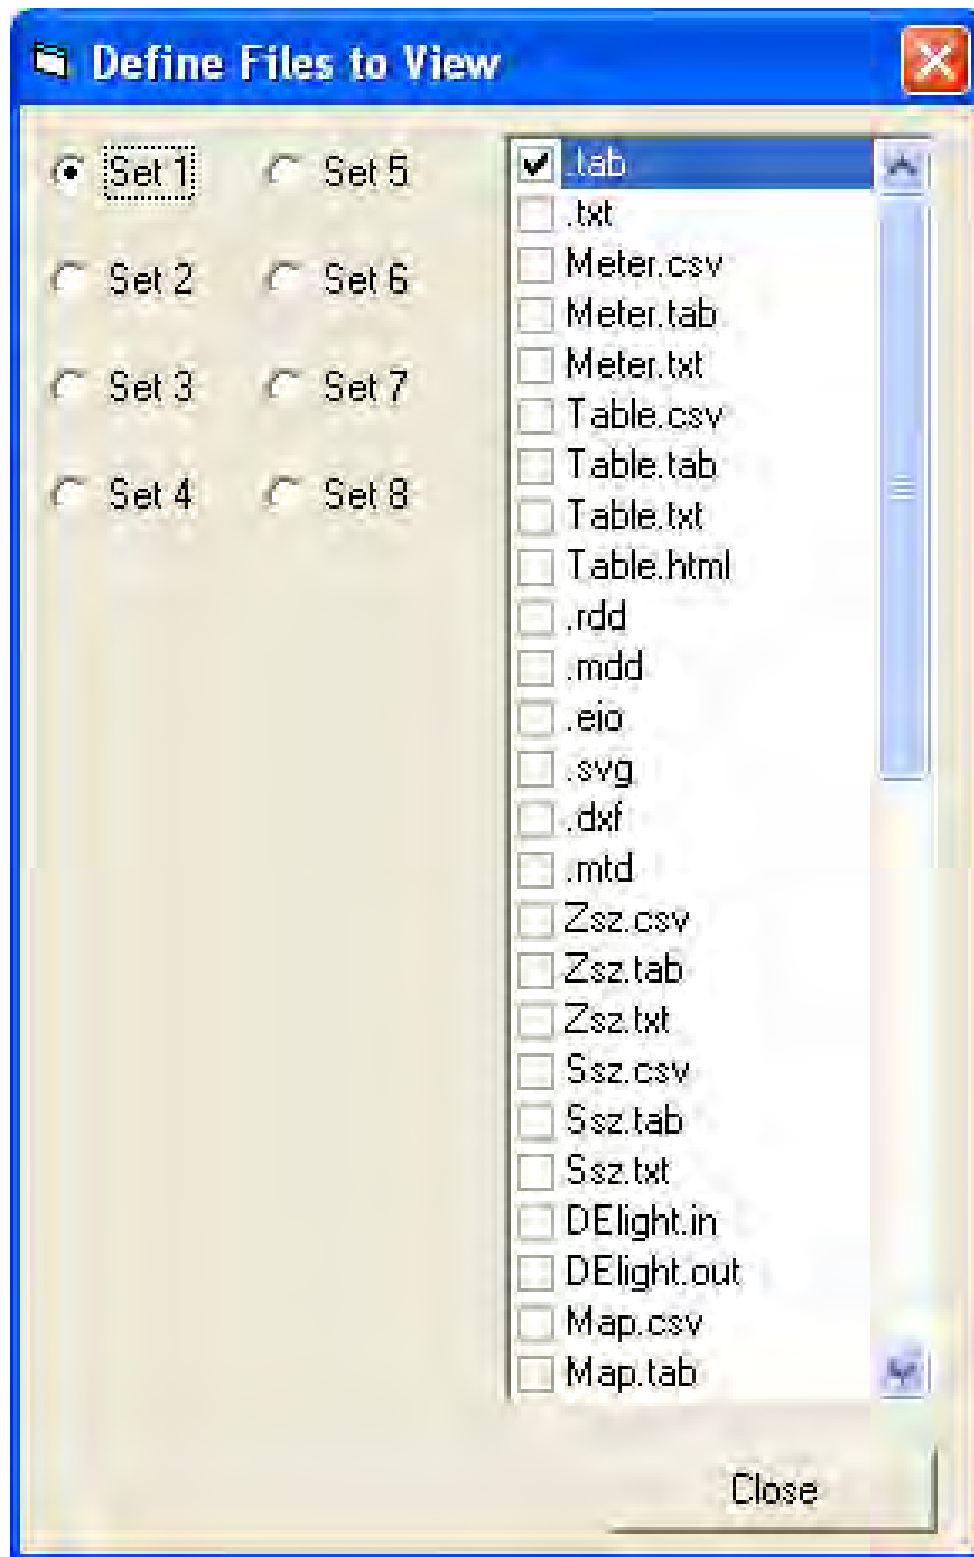 Define Files to View
Set 1 Set 5
Set 2 Set 6
Set 3 Set 7
Set 4 Set 8
.tab
.txt
Meter.csv
Meter.tab
Meter.txt
Table.csv
Table.tab
Table.txt
Table.html
.rdd
.mdd
.eio
.svg
.dxf
.mtd
Zsz.csv
Zsz.tab
Zsz.txt
Ssz.csv
Ssz.tab
Ssz.txt
DElight.in
DElight.out
Map.csv
Map.tab
Close